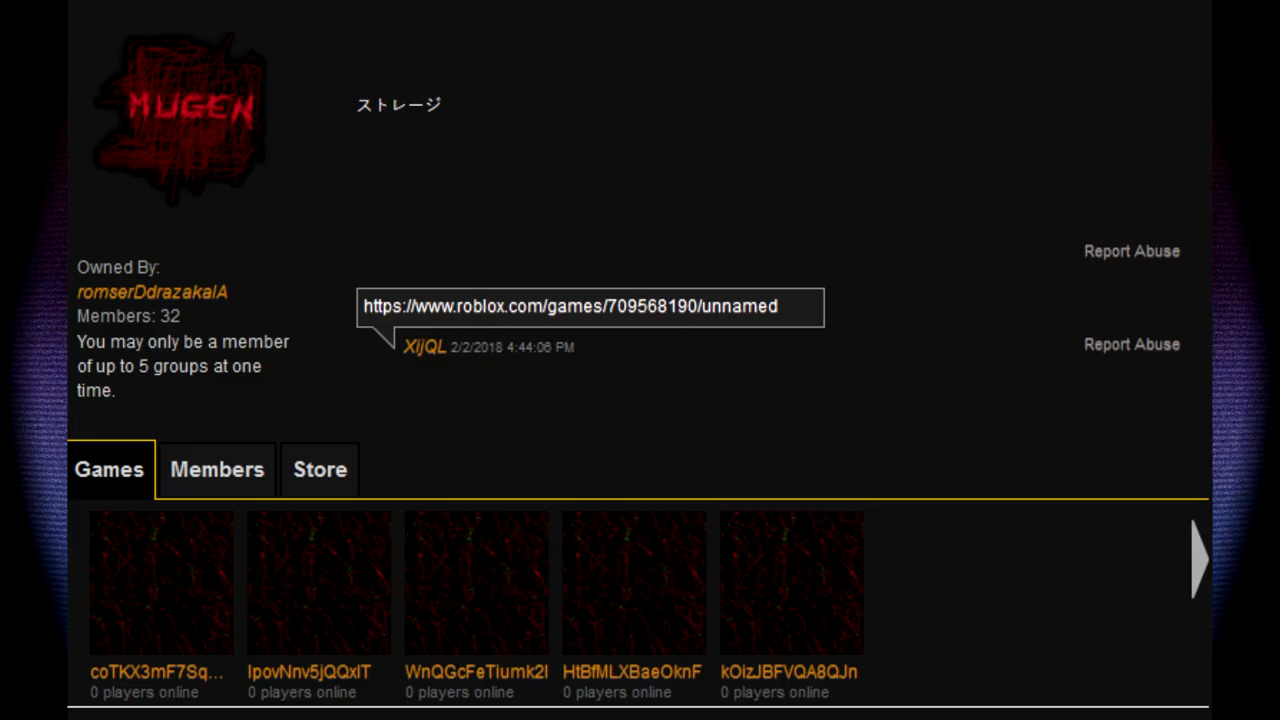 MUGEN
ストレージ
Report Abuse
Owned By:
romserDdrazakalA
Members: 32
You may only be a member
of up to 5 groups at one
time.
https://www.roblox.com/games/709568190/unnamed
XIjQL 2/2/2018 4:44:06 PM
Report Abuse
Games Members Store
coTKX3mF7Sq... IpovNnv5jQQxIT WnQGcFeTiumk2I HtBfMLXBaeOknF kOizJBFVQA8QJn
0 players online 0 players online 0 players online 0 players online 0 players online